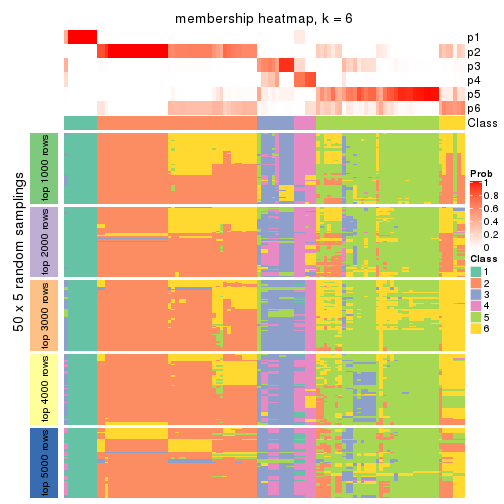 membership heatmap, k = 6
p1
p2
p3
p4
p5
p6
Class
50 x 5 random samplings
top 1000 rows
top 2000 rows
top 3000 rows
top 4000 rows
top 5000 rows
Prob
1
0.8
0.6
0.4
0.2
0
Class
1
2
3
4
5
6